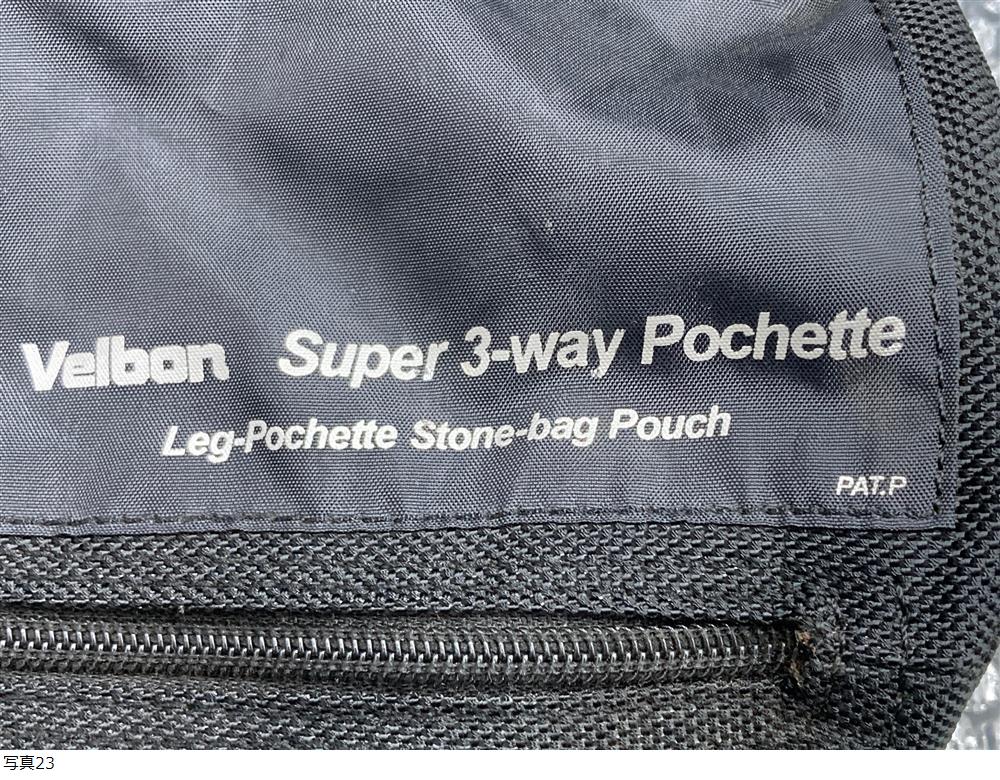 Velbon Super 3-way Pochette
Leg-Pochette Stone-bag Pouch
PAT.P
写真23